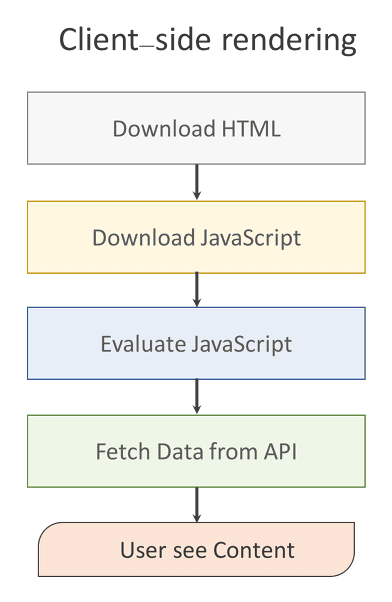 Client-side rendering
Download HTML
Download JavaScript
Evaluate JavaScript
Fetch Data from API
User see Content